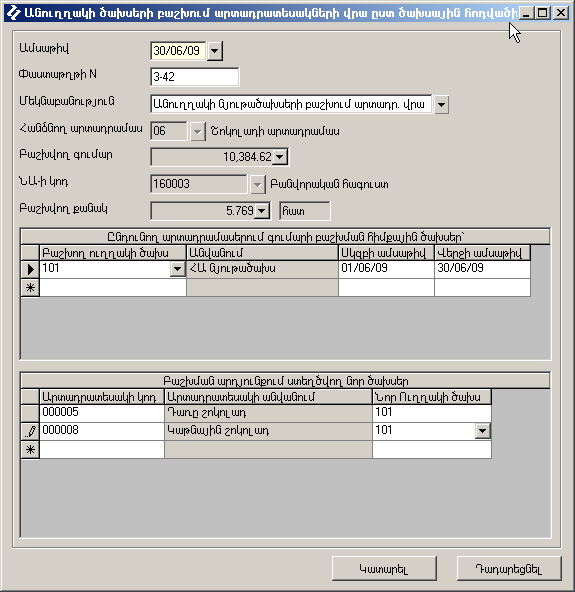 Անուղղակի ծախսերի բաշխում արտադրատեսակների վրա ըստ ծախսային հոդվածի
Ամսաթիվ 30/06/09
Փաստաթղթի N 3-42
Մեկնաբանություն Անուղղակի նյութածախսերի բաշխում արտադր. վրա
Հանձնող արտադրամաս 06 Շոկոլադի արտադրամաս
Բաշխվող գումար 10,384.62
ՆԱ-ի կոդ 160003 Բանվորական հագուստ
Բաշխվող քանակ 5.769 հատ
Ընդունող արտադրամասերում գումարի բաշխման հիմքային ծախսեր՝
Բաշխող ուղղակի ծախս Անվանում Սկզբի ամսաթիվ Վերջի ամսաթիվ
101 ՀԱ նյութածախս 01/06/09 30/06/09
Բաշխման արդյունքում ստեղծվող նոր ծախսեր
Արտադրատեսակի կոդ Արտադրատեսակի անվանում Նոր Ուղղակի ծախս
000005 Դառը շոկոլադ 101
000008 Կաթնային շոկոլադ 101
Կատարել Դադարեցնել